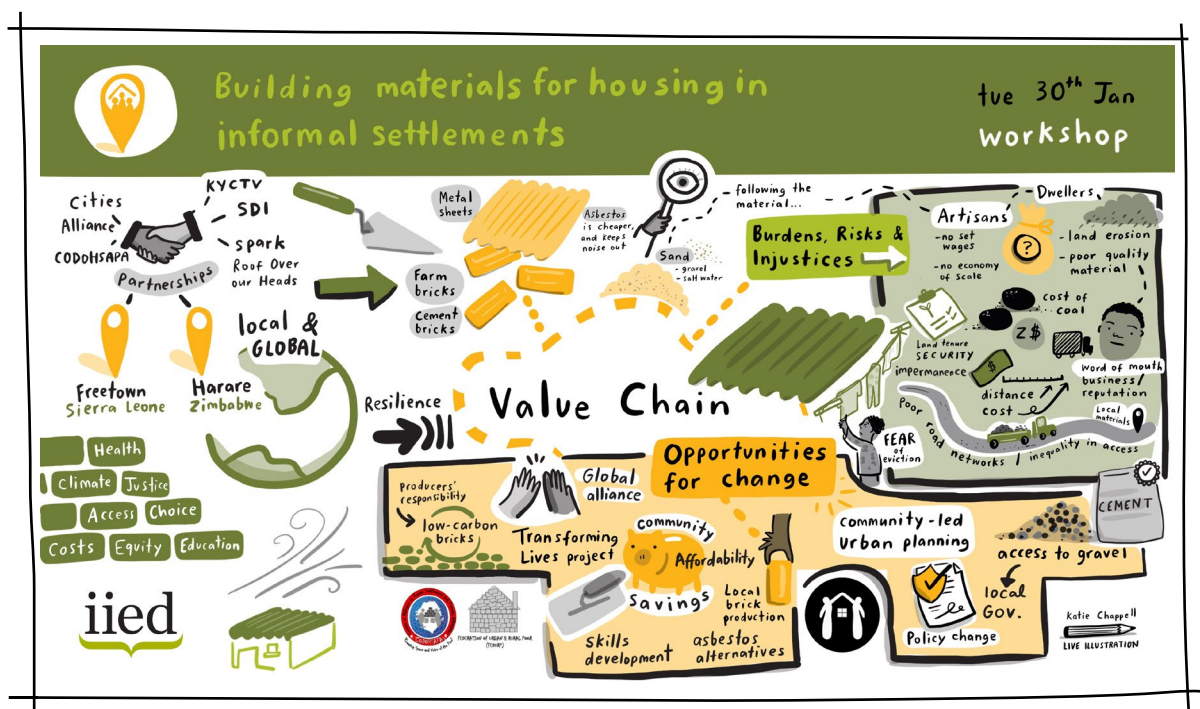 Building materials for housing in
informal settlements
tue 30th Jan
workshop
Cities
Alliance
CODOHSAPA
KYCTV
SDI
spark
Roof Over
our Heads
Partnerships
Freetown
Sierra Leone
Harare
Zimbabwe
local &
GLOBAL
Health
Climate
Justice
Access
Choice
Costs
Equity
Education
iied
Metal
sheets
Farm
bricks
Cement
bricks
Asbestos
is cheaper,
and keeps
noise out
Sand
- gravel
- salt water
following the
material...
Resilience
Value Chain
Burdens, Risks &
Injustices
Artisans
- no set
wages
- no economy
of scale
Dwellers
- land erosion
- poor quality
material
?
cost of
coal
Z$
Land tenure
SECURITY
impermanence
$
distance
cost
word of mouth
business/
reputation
Local
materials
Poor road
networks / inequality in access
FEAR
of
eviction
Opportunities
for change
Producers'
responsibility
low-carbon
bricks
Global
alliance
Transforming
Lives project
community
Savings
Affordability
Local
brick
production
Skills
development
asbestos
alternatives
community-led
Urban planning
access to gravel
CEMENT
local
Gov.
Policy change
FEDERATION OF URBAN & RURAL POOR
Katie Chappell
LIVE ILLUSTRATION